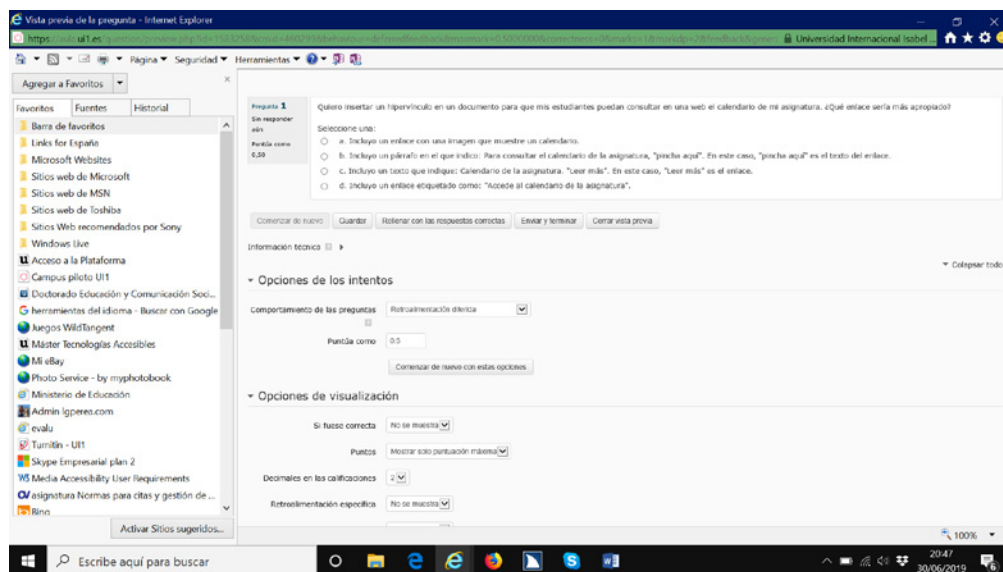 Vista previa de la pregunta - Internet Explorer
Universidad Internacional Isabel ...
Página Seguridad Herramientas
Agregar a Favoritos
Favoritos Fuentes Historial
Barra de favoritos
Links for España
Microsoft Websites
Sitios web de Microsoft
Sitios web de MSN
Sitios web de Toshiba
Sitios Web recomendados por Sony
Windows Live
Acceso a la Plataforma
Campus piloto UI1
Doctorado Educación y Comunicación Soci...
herramientas del idioma - Buscar con Google
Juegos WildTangent
Máster Tecnologías Accesibles
Mi eBay
Photo Service - by myphotobook
Ministerio de Educación
Admin lgperea.com
evalu
Turnitin - UI1
Skype Empresarial plan 2
Media Accessibility User Requirements
asignatura Normas para citas y gestión de ...
Bing
Activar Sitios sugeridos...
Pregunta 1
Sin responder aún
Puntúa como 0,50
Quiero insertar un hipervínculo en un documento para que mis estudiantes puedan consultar en una web el calendario de mi asignatura. ¿Qué enlace sería más apropiado?
Seleccione una:
a. Incluyo un enlace con una imagen que muestre un calendario.
b. Incluyo un párrafo en el que indico: Para consultar el calendario de la asignatura, "pincha aquí". En este caso, "pincha aquí" es el texto del enlace.
c. Incluyo un texto que indique: Calendario de la asignatura. "Leer más". En este caso, "Leer más" es el enlace.
d. Incluyo un enlace etiquetado como: "Accede al calendario de la asignatura".
Comenzar de nuevo Guardar Rellenar con las respuestas correctas Enviar y terminar Cerrar vista previa
Información técnica
Colapsar todo
Opciones de los intentos
Comportamiento de las preguntas Retroalimentación diferida
Puntúa como 0.5
Comenzar de nuevo con estas opciones
Opciones de visualización
Si fuese correcta No se muestra
Puntos Mostrar solo puntuación máxima
Decimales en las calificaciones 2
Retroalimentación específica No se muestra
100%
Escribe aquí para buscar
20:47
30/06/2019